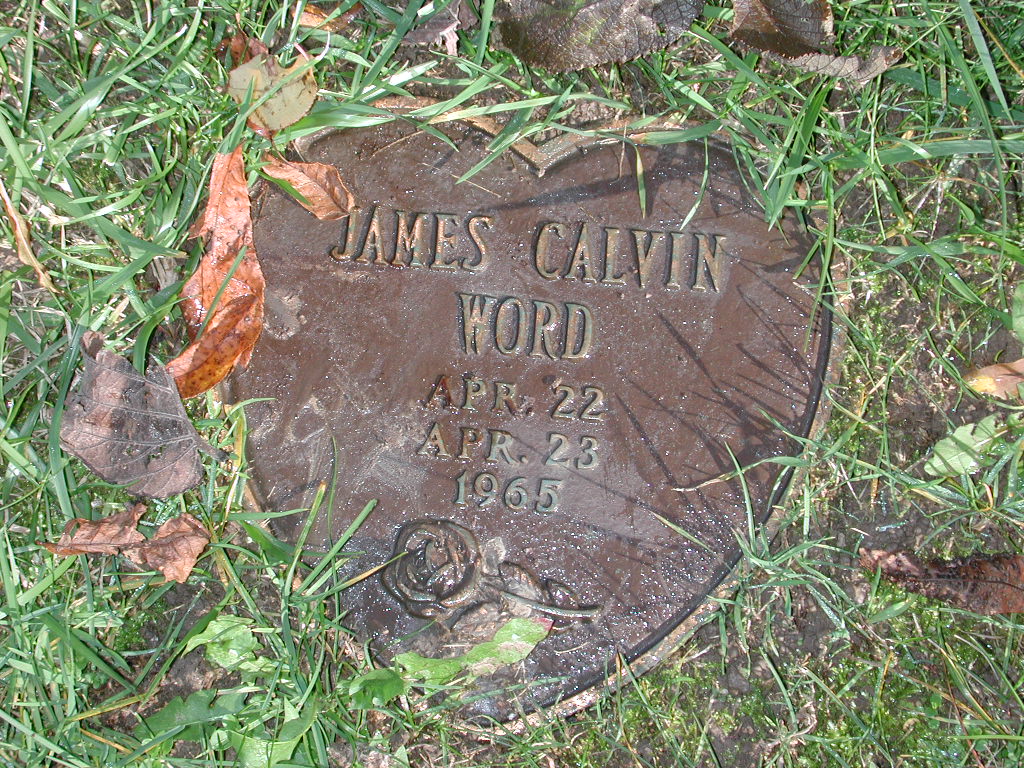 JAMES CALVIN
WORD
APR. 22
APR. 23
1965